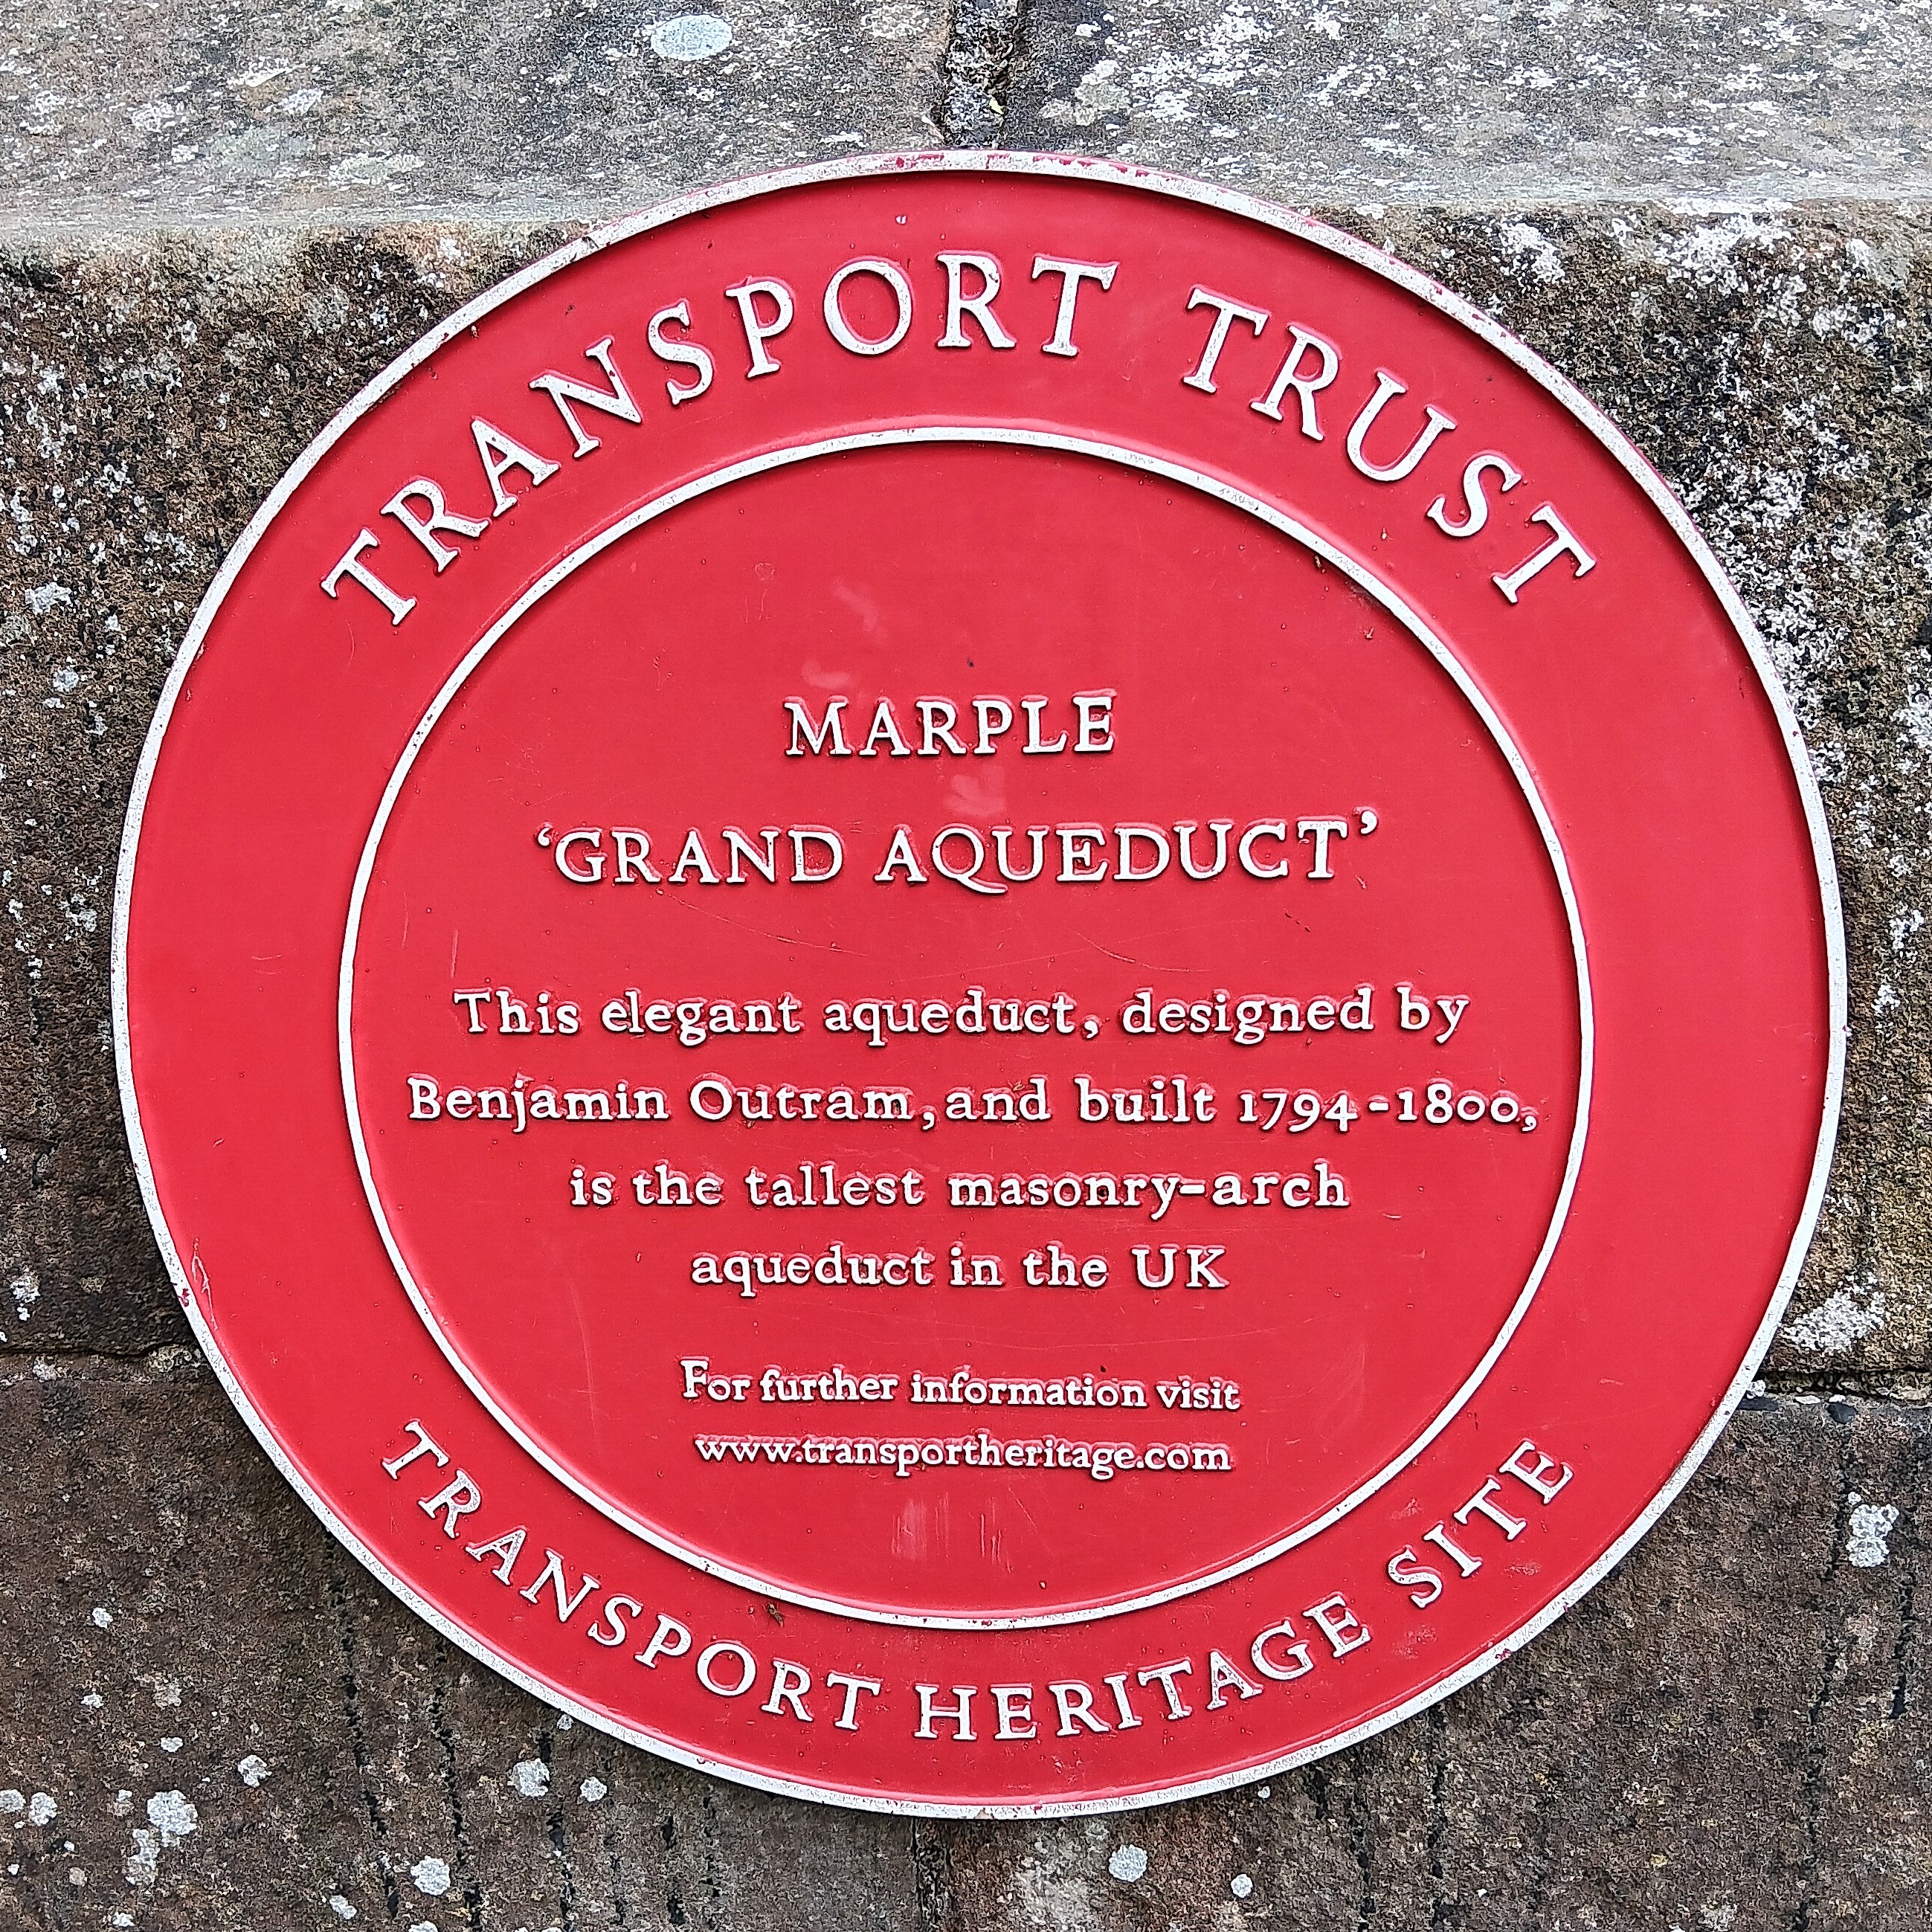 TRANSPORT TRUST
MARPLE
‘GRAND AQUEDUCT’
This elegant aqueduct, designed by
Benjamin Outram, and built 1794-1800,
is the tallest masonry-arch
aqueduct in the UK
For further information visit
www.transportheritage.com
TRANSPORT HERITAGE SITE